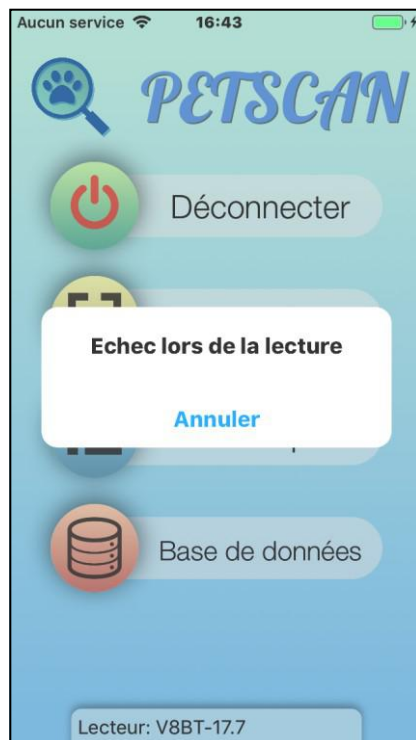 Aucun service 16:43
PETSCAN
Déconnecter
Echec lors de la lecture
Annuler
Base de données
Lecteur: V8BT-17.7